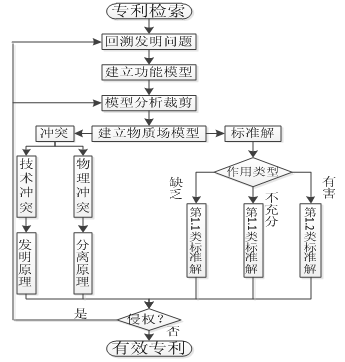 专利检索
回溯发明问题
建立功能模型
模型分析裁剪
冲突
建立物质场模型
标准解
技术冲突
物理冲突
作用类型
缺乏
不充分
有害
发明原理
分离原理
第1.1类标准解
第1.1类标准解
第1.2类标准解
是
侵权？
否
有效专利